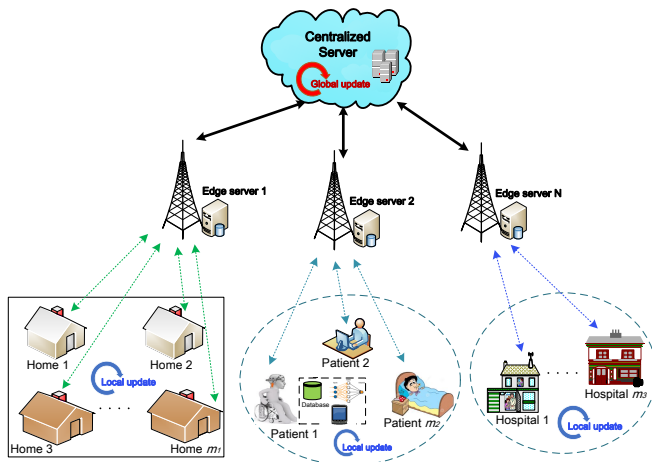 Centralized
Server
Global update
Edge server 1
Edge server 2
Edge server N
Home 1
Home 2
Local update
Home 3
. . . .
Home m₁
Patient 2
Database
Patient 1
Patient m₂
Local update
. . . .
Hospital 1
Hospital m₃
Local update